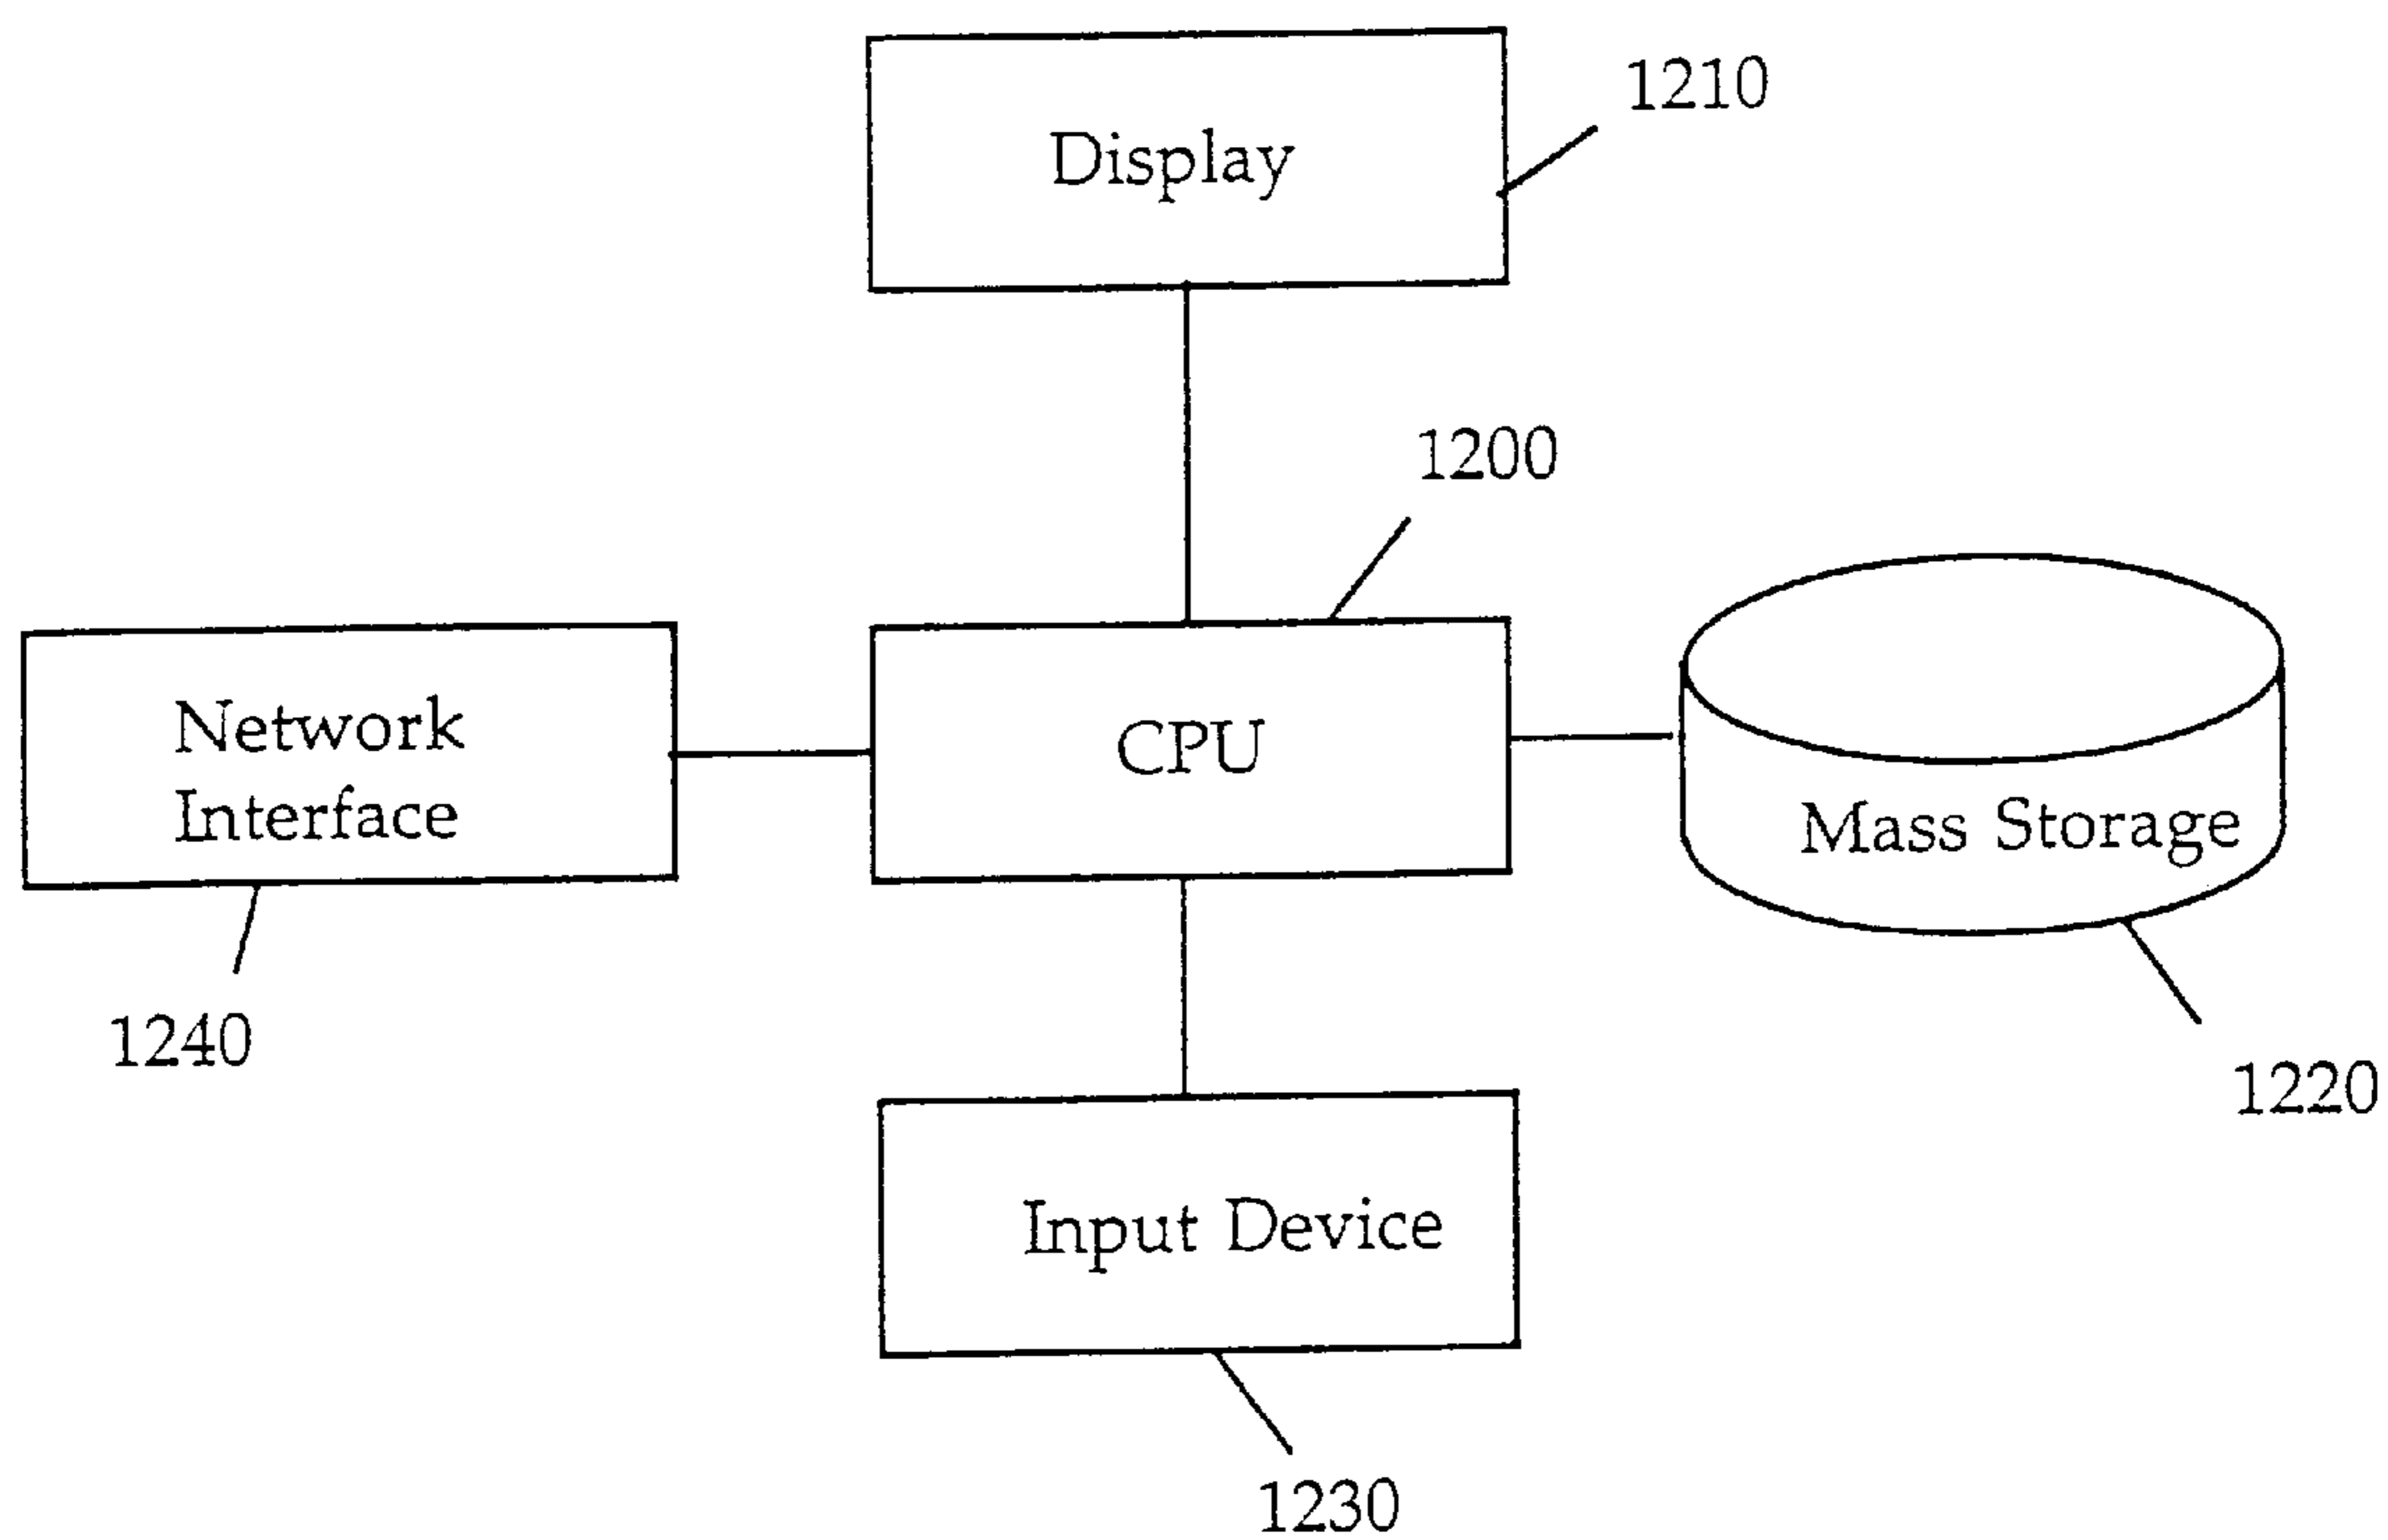 1210
Display
1200
Network
Interface
CPU
Mass Storage
1240
1220
Input Device
1230